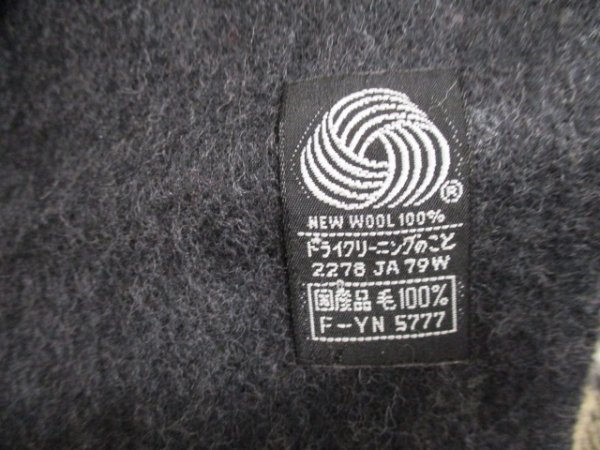 ®
NEW WOOL 100%
ドライクリーニングのこと
2278 JA 79W
国産品 毛100%
F-YN 5777